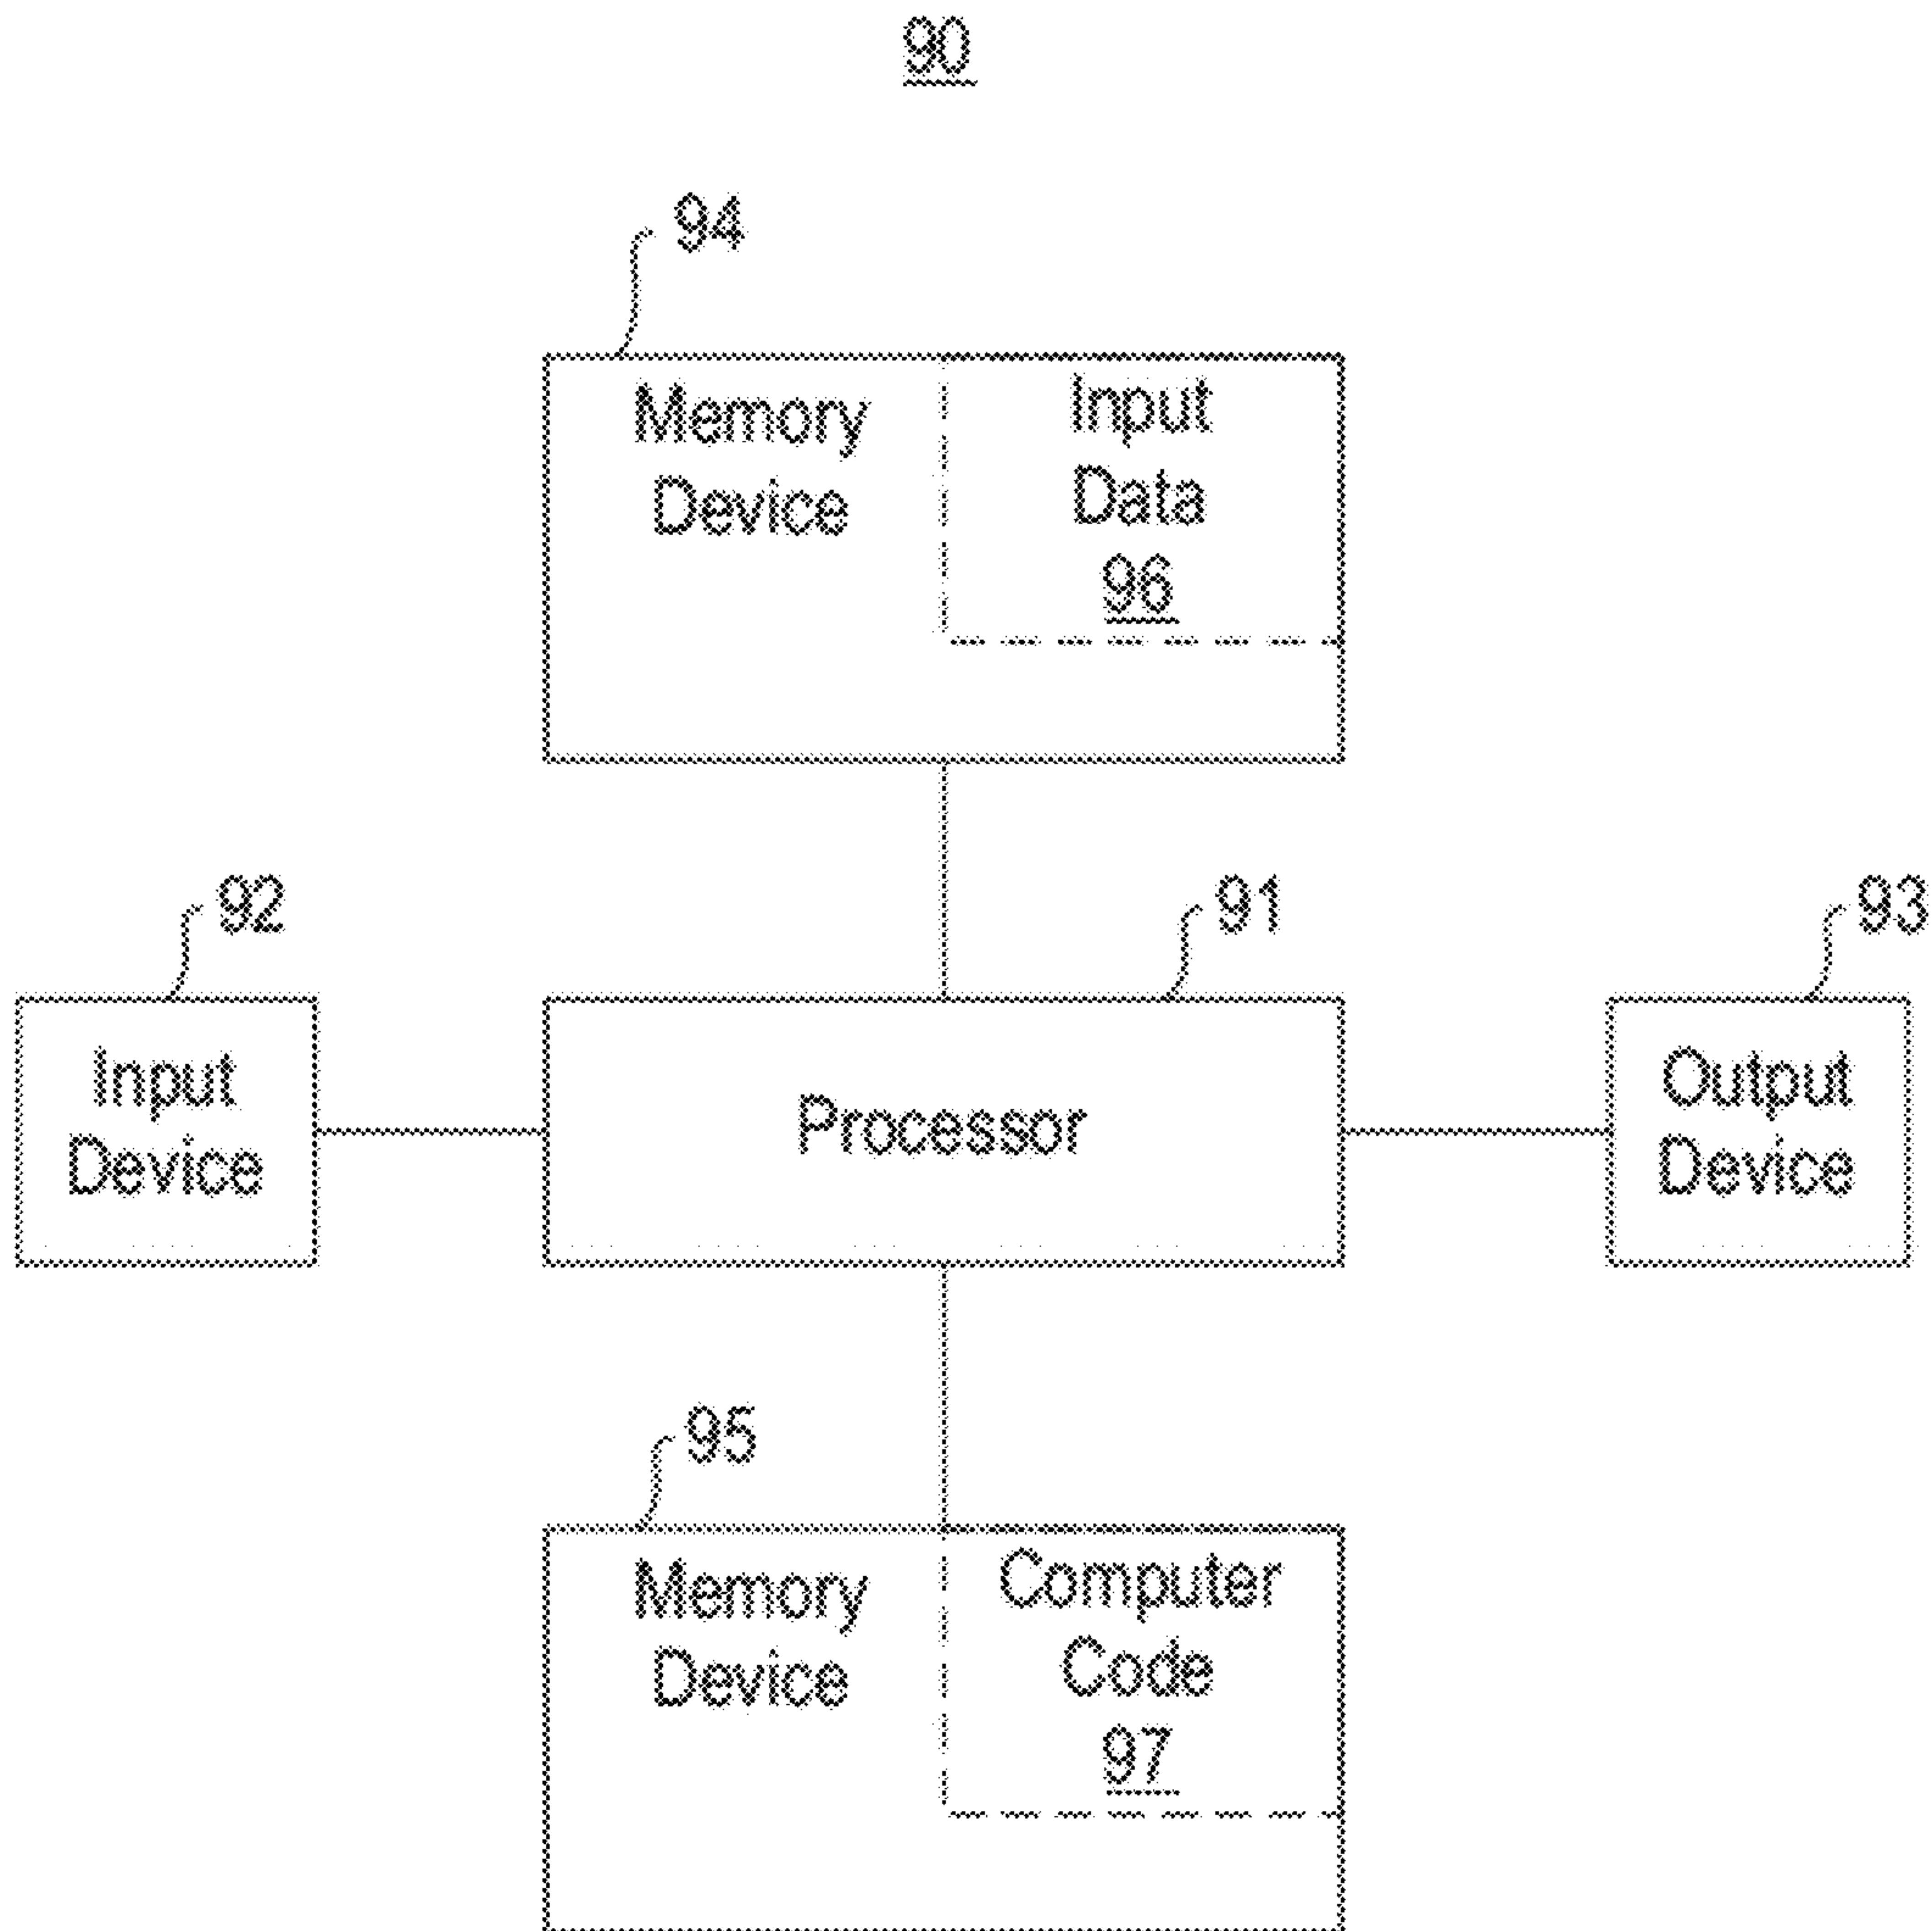 90
94
Memory
Device
Input
Data
96
92
91
93
Input
Device
Processor
Output
Device
95
Memory
Device
Computer
Code
97